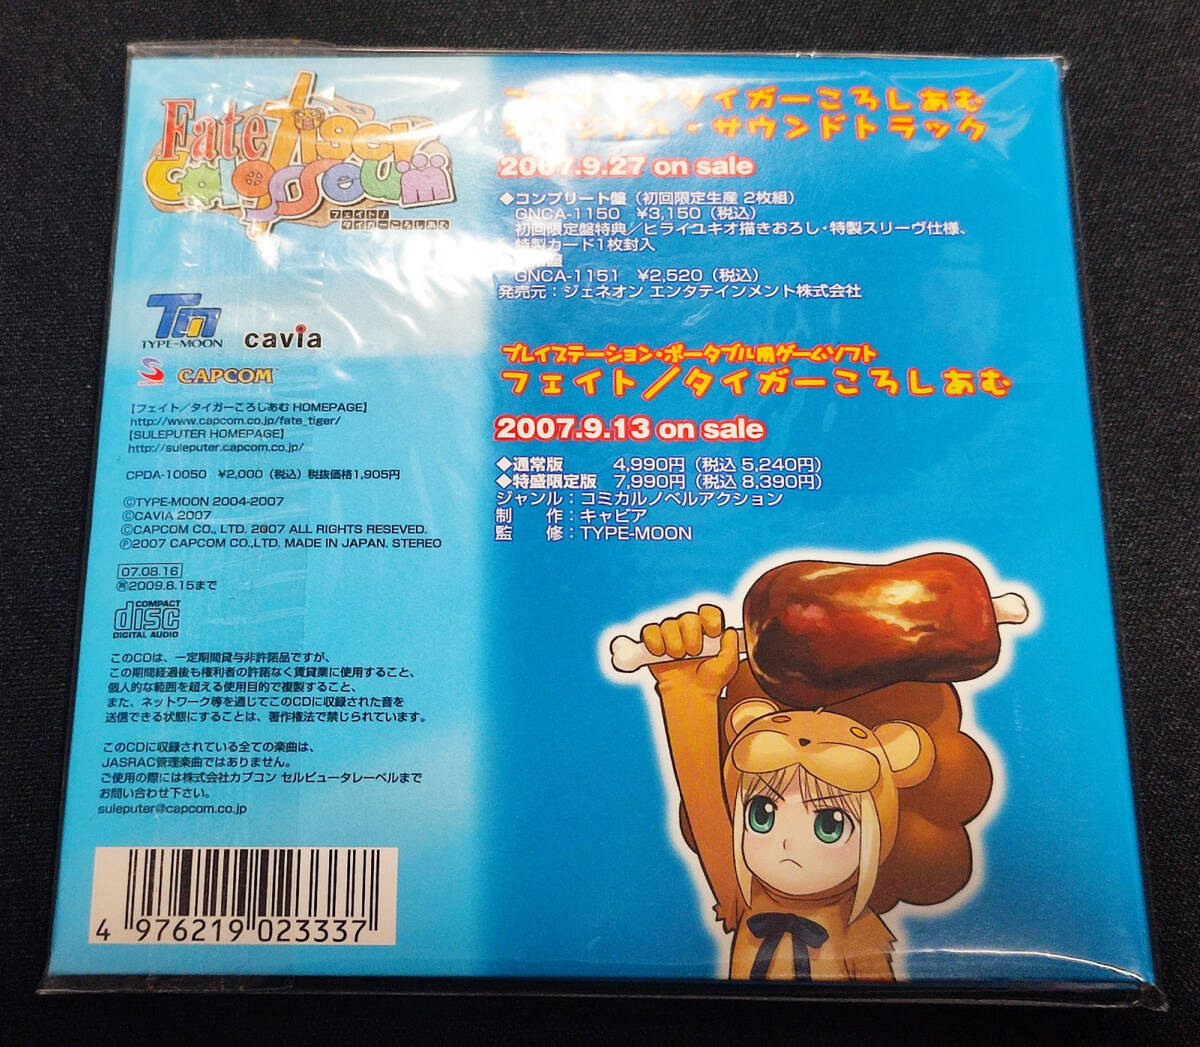 Fate
Tiger
Colosseum
フェイト/
タイガーころしあむ
TYPE-MOON
cavia
CAPCOM
【フェイト/タイガーころしあむ HOMEPAGE】
http://www.capcom.co.jp/fate_tiger/
【SULEPUTER HOMEPAGE】
http://suleputer.capcom.co.jp/
CPDA-10050 ¥2,000(税込)税抜価格1,905円
©TYPE-MOON 2004-2007
©CAVIA 2007
©CAPCOM CO., LTD. 2007 ALL RIGHTS RESEVED.
℗2007 CAPCOM CO.,LTD. MADE IN JAPAN. STEREO
07.08.16
2009.8.15まで
COMPACT
disc
DIGITAL AUDIO
このCDは、一定期間貸与非許諾品ですが、
この期間経過後も権利者の許諾なく賃貸業に使用すること、
個人的な範囲を超える使用目的で複製すること、
また、ネットワーク等を通じてこのCDに収録された音を
送信できる状態にすることは、著作権法で禁じられています。
このCDに収録されている全ての楽曲は、
JASRAC管理楽曲ではありません。
ご使用の際には株式会社カプコン セルピュータレーベルまで
お問い合わせ下さい。
suleputer@capcom.co.jp
4 976219 023337
フェイト/タイガーころしあむ
オリジナル・サウンドトラック
2007.9.27 on sale
◆コンプリート盤(初回限定生産 2枚組)
GNCA-1150 ¥3,150(税込)
初回限定盤特典/ヒライユキオ描きおろし・特製スリーヴ仕様、
特製カード1枚封入
盤
GNCA-1151 ¥2,520(税込)
発売元:ジェネオン エンタテインメント株式会社
プレイステーション・ポータブル用ゲームソフト
フェイト/タイガーころしあむ
2007.9.13 on sale
◆通常版 4,990円(税込 5,240円)
◆特盛限定版 7,990円(税込 8,390円)
ジャンル:コミカルノベルアクション
制 作:キャビア
監 修:TYPE-MOON